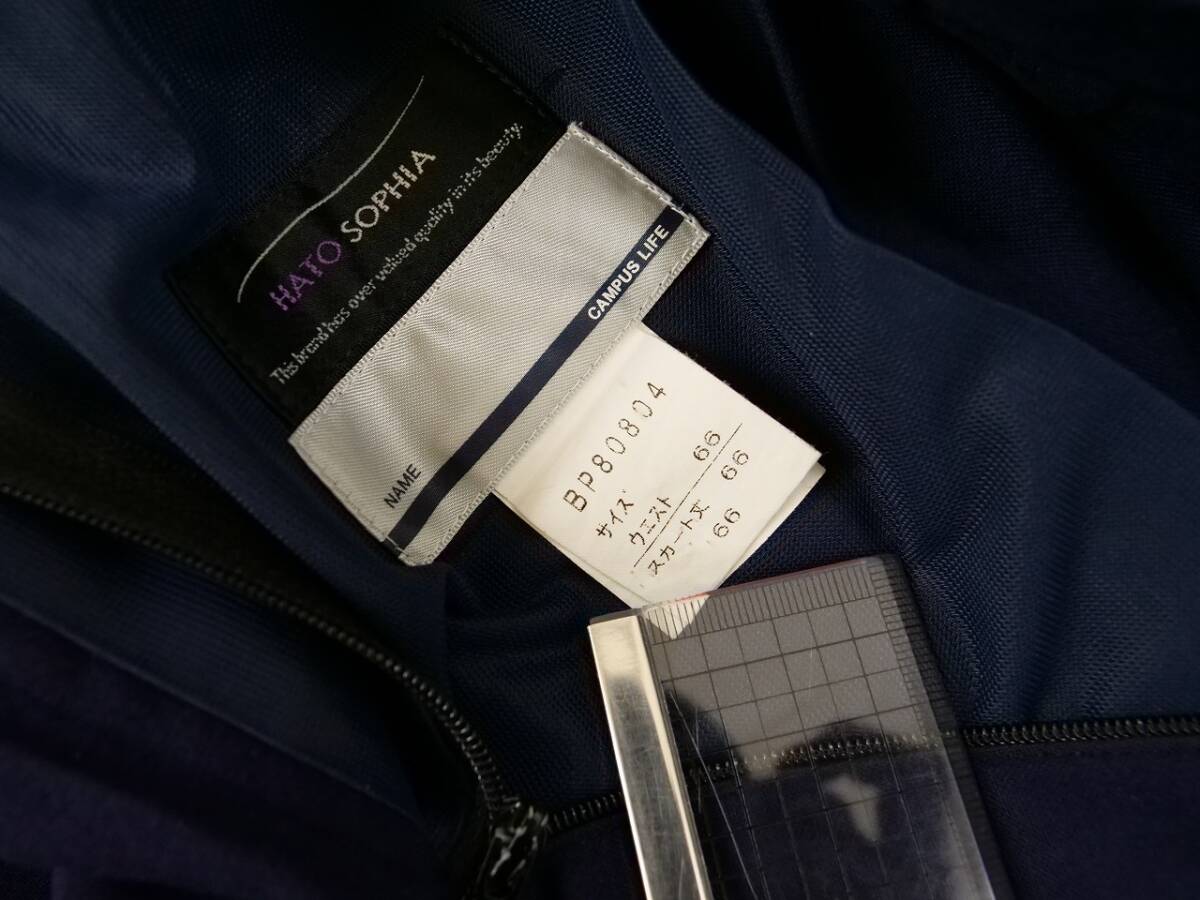 HATO SOPHIA
This brand has over valued quality in its beauty.
CAMPUS LIFE
NAME
BP80804
サイズ 66
ウエスト 66
スカート丈 66